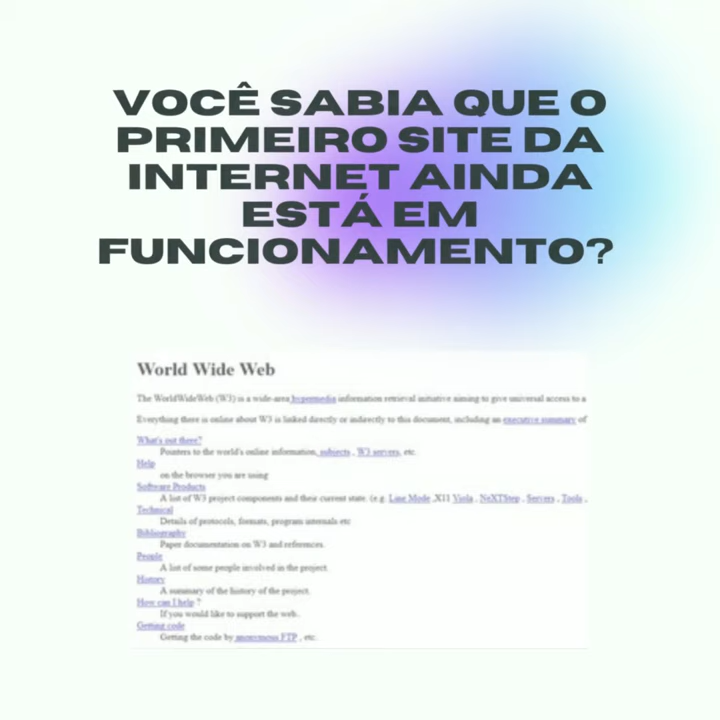 VOCÊ SABIA QUE O
PRIMEIRO SITE DA
INTERNET AINDA
ESTÁ EM
FUNCIONAMENTO?
World Wide Web
The WorldWideWeb (W3) is a wide-area hypermedia information retrieval initiative aiming to give universal access to a
Everything there is online about W3 is linked directly or indirectly to this document, including an executive summary of
What's out there?
Pointers to the world's online information, subjects , W3 servers, etc.
Help
on the browser you are using
Software Products
A list of W3 project components and their current state. (e.g. Line Mode ,X11 Viola , NeXTStep , Servers , Tools ,
Technical
Details of protocols, formats, program internals etc
Bibliography
Paper documentation on W3 and references.
People
A list of some people involved in the project.
History
A summary of the history of the project.
How can I help ?
If you would like to support the web..
Getting code
Getting the code by anonymous FTP , etc.